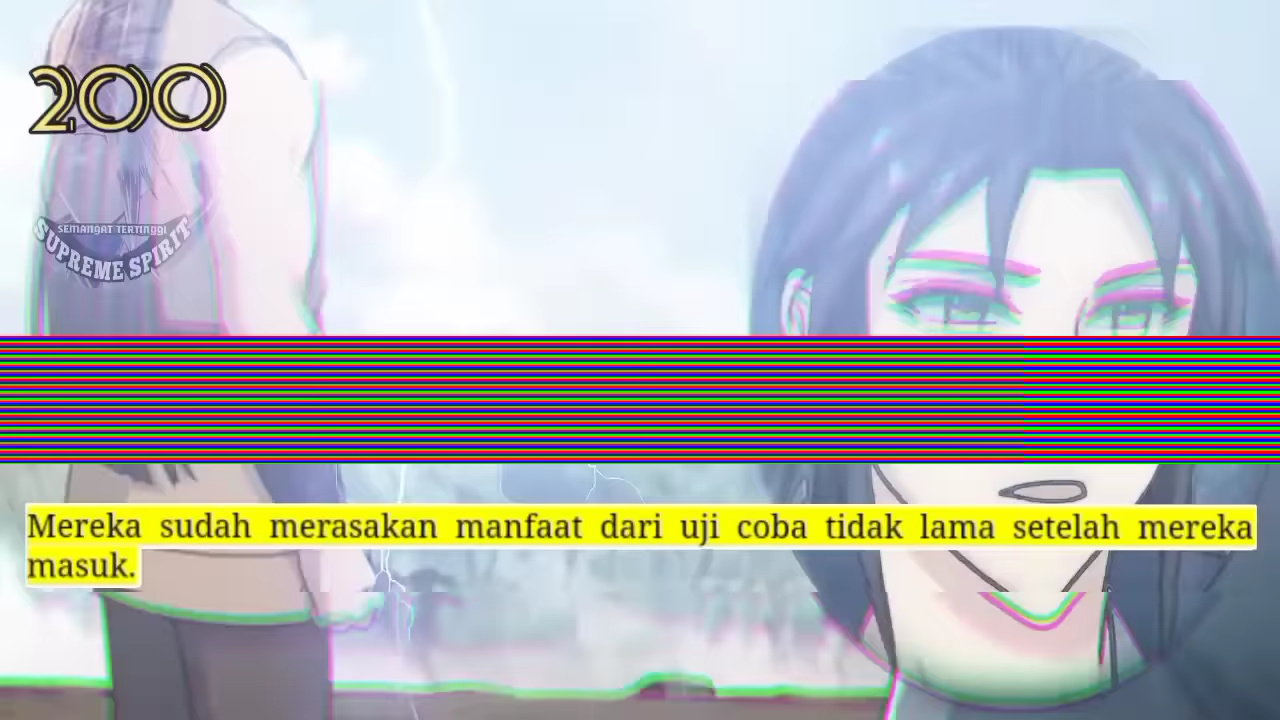 200
SEMANGAT TERTINGGI
SUPREME SPIRIT
Mereka sudah merasakan manfaat dari uji coba tidak lama setelah mereka
masuk.